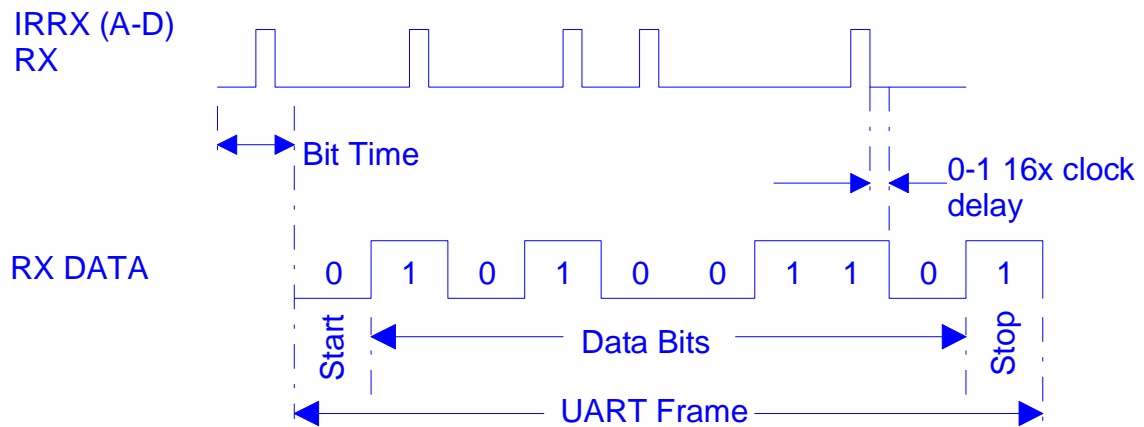 IRRX (A-D)
RX
Bit Time
0-1 16x clock
delay
RX DATA
0 1 0 1 0 0 1 1 0 1
Start
Data Bits
Stop
UART Frame